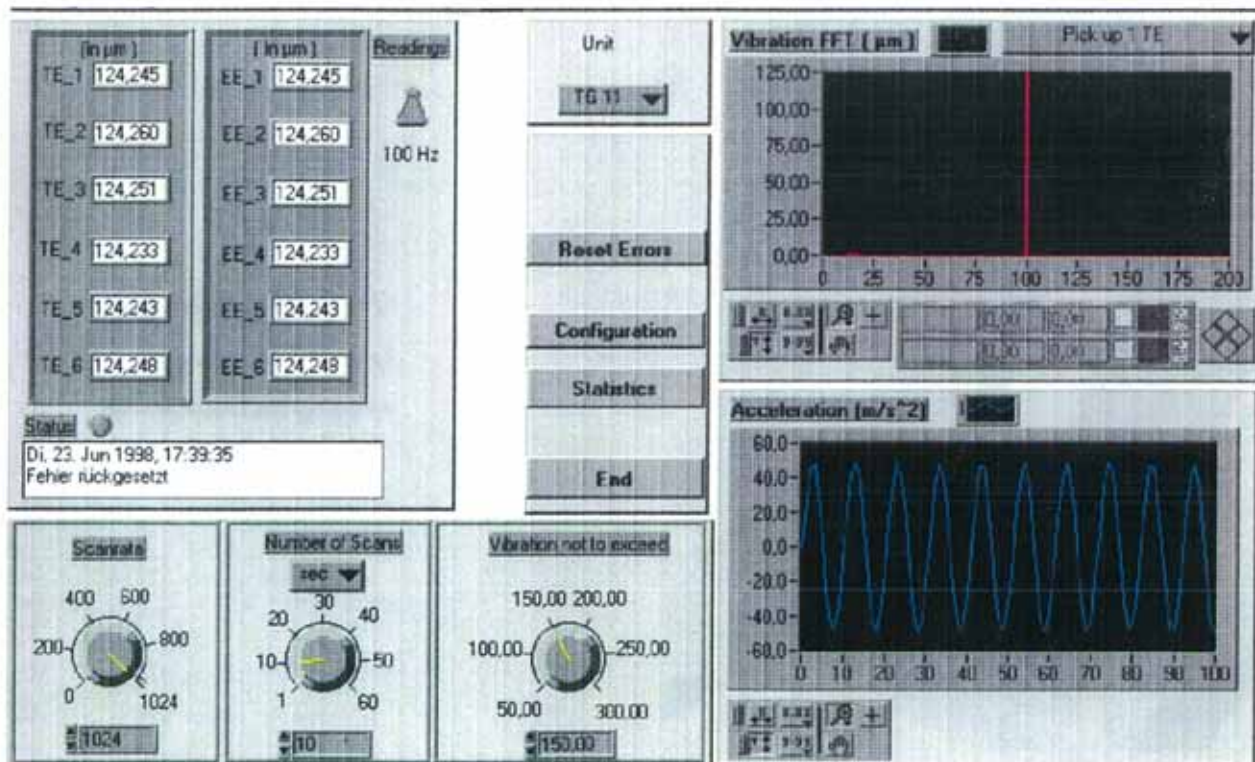 [in µm]
TE_1 124,245
TE_2 124,260
TE_3 124,251
TE_4 124,233
TE_5 124,243
TE_6 124,248
[in µm]
EE_1 124,245
EE_2 124,260
EE_3 124,251
EE_4 124,233
EE_5 124,243
EE_6 124,248
Readings
100 Hz
Status
Di, 23. Jun 1998, 17:39:35
Fehler rückgesetzt
Unit
TG 11
Reset Errors
Configuration
Statistics
End
Vibration FFT [ µm ]
Pick up 1 TE
125,00
100,00
75,00
50,00
25,00
0,00
0 25 50 75 100 125 150 175 200
0,00 0,00
0,00 0,00
Acceleration [m/s^2]
60,0
40,0
20,0
0,0
-20,0
-40,0
-60,0
0 10 20 30 40 50 60 70 80 90 100
Scanrate
400 600
200 800
0 1024
1024
Number of Scans
sec
30
20 40
10 50
1 60
10
Vibration not to exceed
150,00 200,00
100,00 250,00
50,00 300,00
150,00